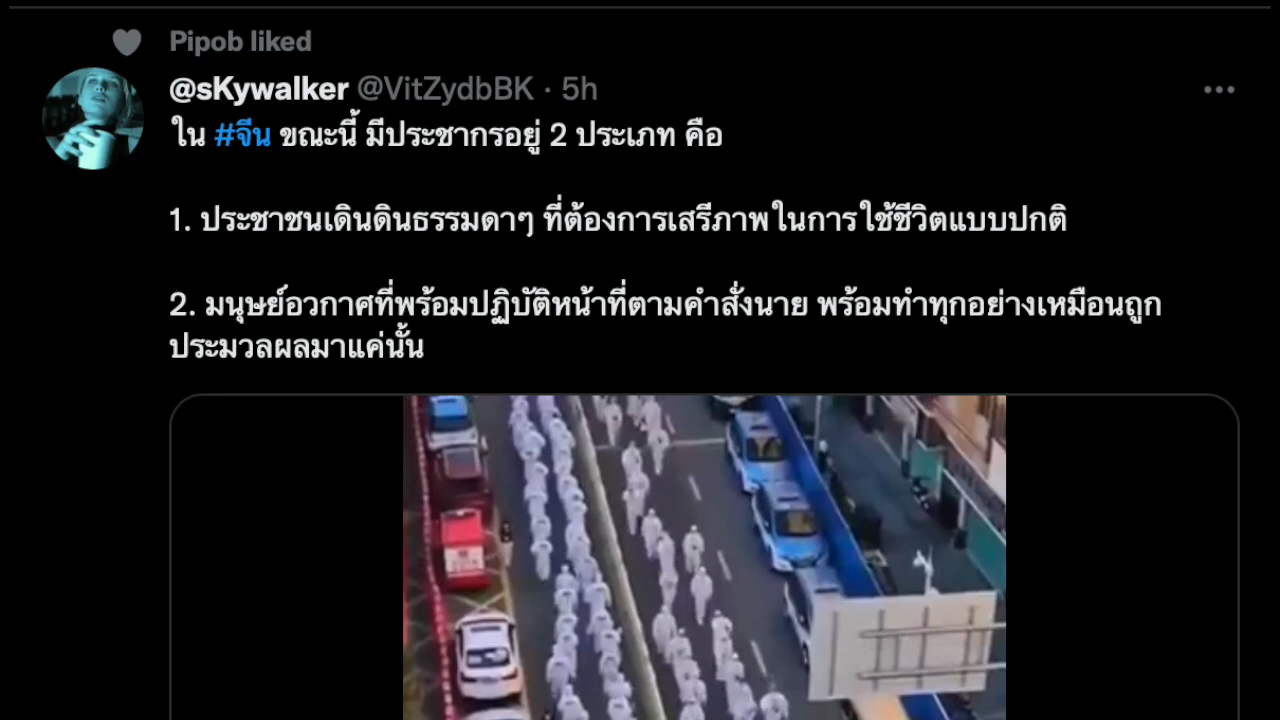 Pipob liked
@sKywalker @VitZydbBK · 5h
ใน #จีน ขณะนี้ มีประชากรอยู่ 2 ประเภท คือ
1. ประชาชนเดินดินธรรมดาๆ ที่ต้องการเสรีภาพในการใช้ชีวิตแบบปกติ
2. มนุษย์อวกาศที่พร้อมปฏิบัติหน้าที่ตามคำสั่งนาย พร้อมทำทุกอย่างเหมือนถูก
ประมวลผลมาแค่นั้น